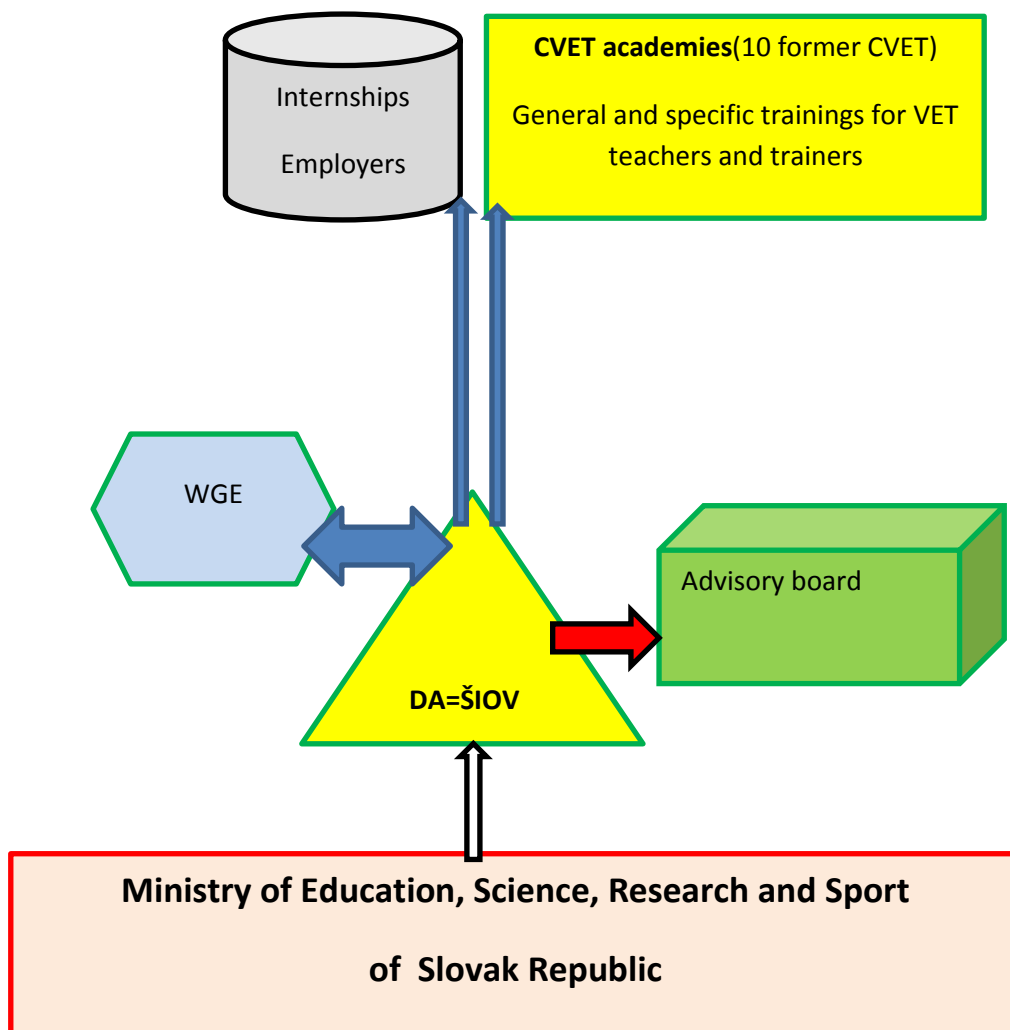 Internships
Employers
CVET academies(10 former CVET)
General and specific trainings for VET
teachers and trainers
WGE
Advisory board
DA=ŠIOV
Ministry of Education, Science, Research and Sport
of Slovak Republic